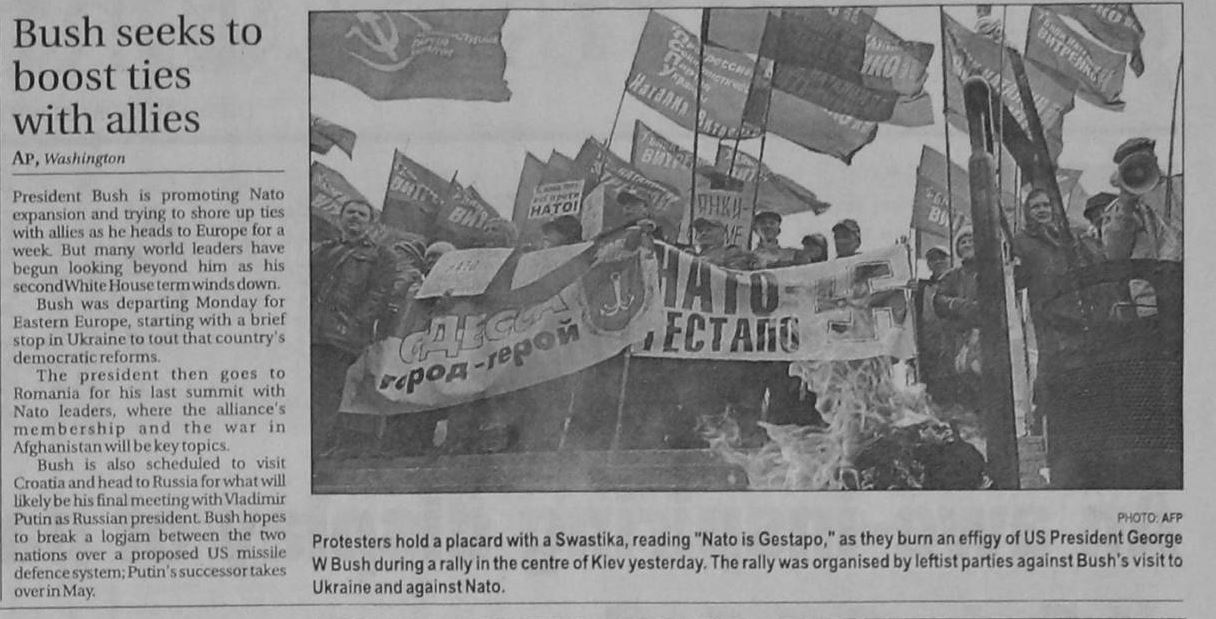 Bush seeks to
boost ties
with allies
AP, Washington
President Bush is promoting Nato
expansion and trying to shore up ties
with allies as he heads to Europe for a
week. But many world leaders have
begun looking beyond him as his
second White House term winds down.
Bush was departing Monday for
Eastern Europe, starting with a brief
stop in Ukraine to tout that country's
democratic reforms.
The president then goes to
Romania for his last summit with
Nato leaders, where the alliance's
membership and the war in
Afghanistan will be key topics.
Bush is also scheduled to visit
Croatia and head to Russia for what will
likely be his final meeting with Vladimir
Putin as Russian president. Bush hopes
to break a logjam between the two
nations over a proposed US missile
defence system; Putin's successor takes
over in May.
ВИТРЕНКО
Наталии
НАТО!
ЯНКИ-
ОДЕССА
город-герой
НАТО-
ГЕСТАПО
PHOTO: AFP
Protesters hold a placard with a Swastika, reading "Nato is Gestapo," as they burn an effigy of US President George
W Bush during a rally in the centre of Kiev yesterday. The rally was organised by leftist parties against Bush's visit to
Ukraine and against Nato.